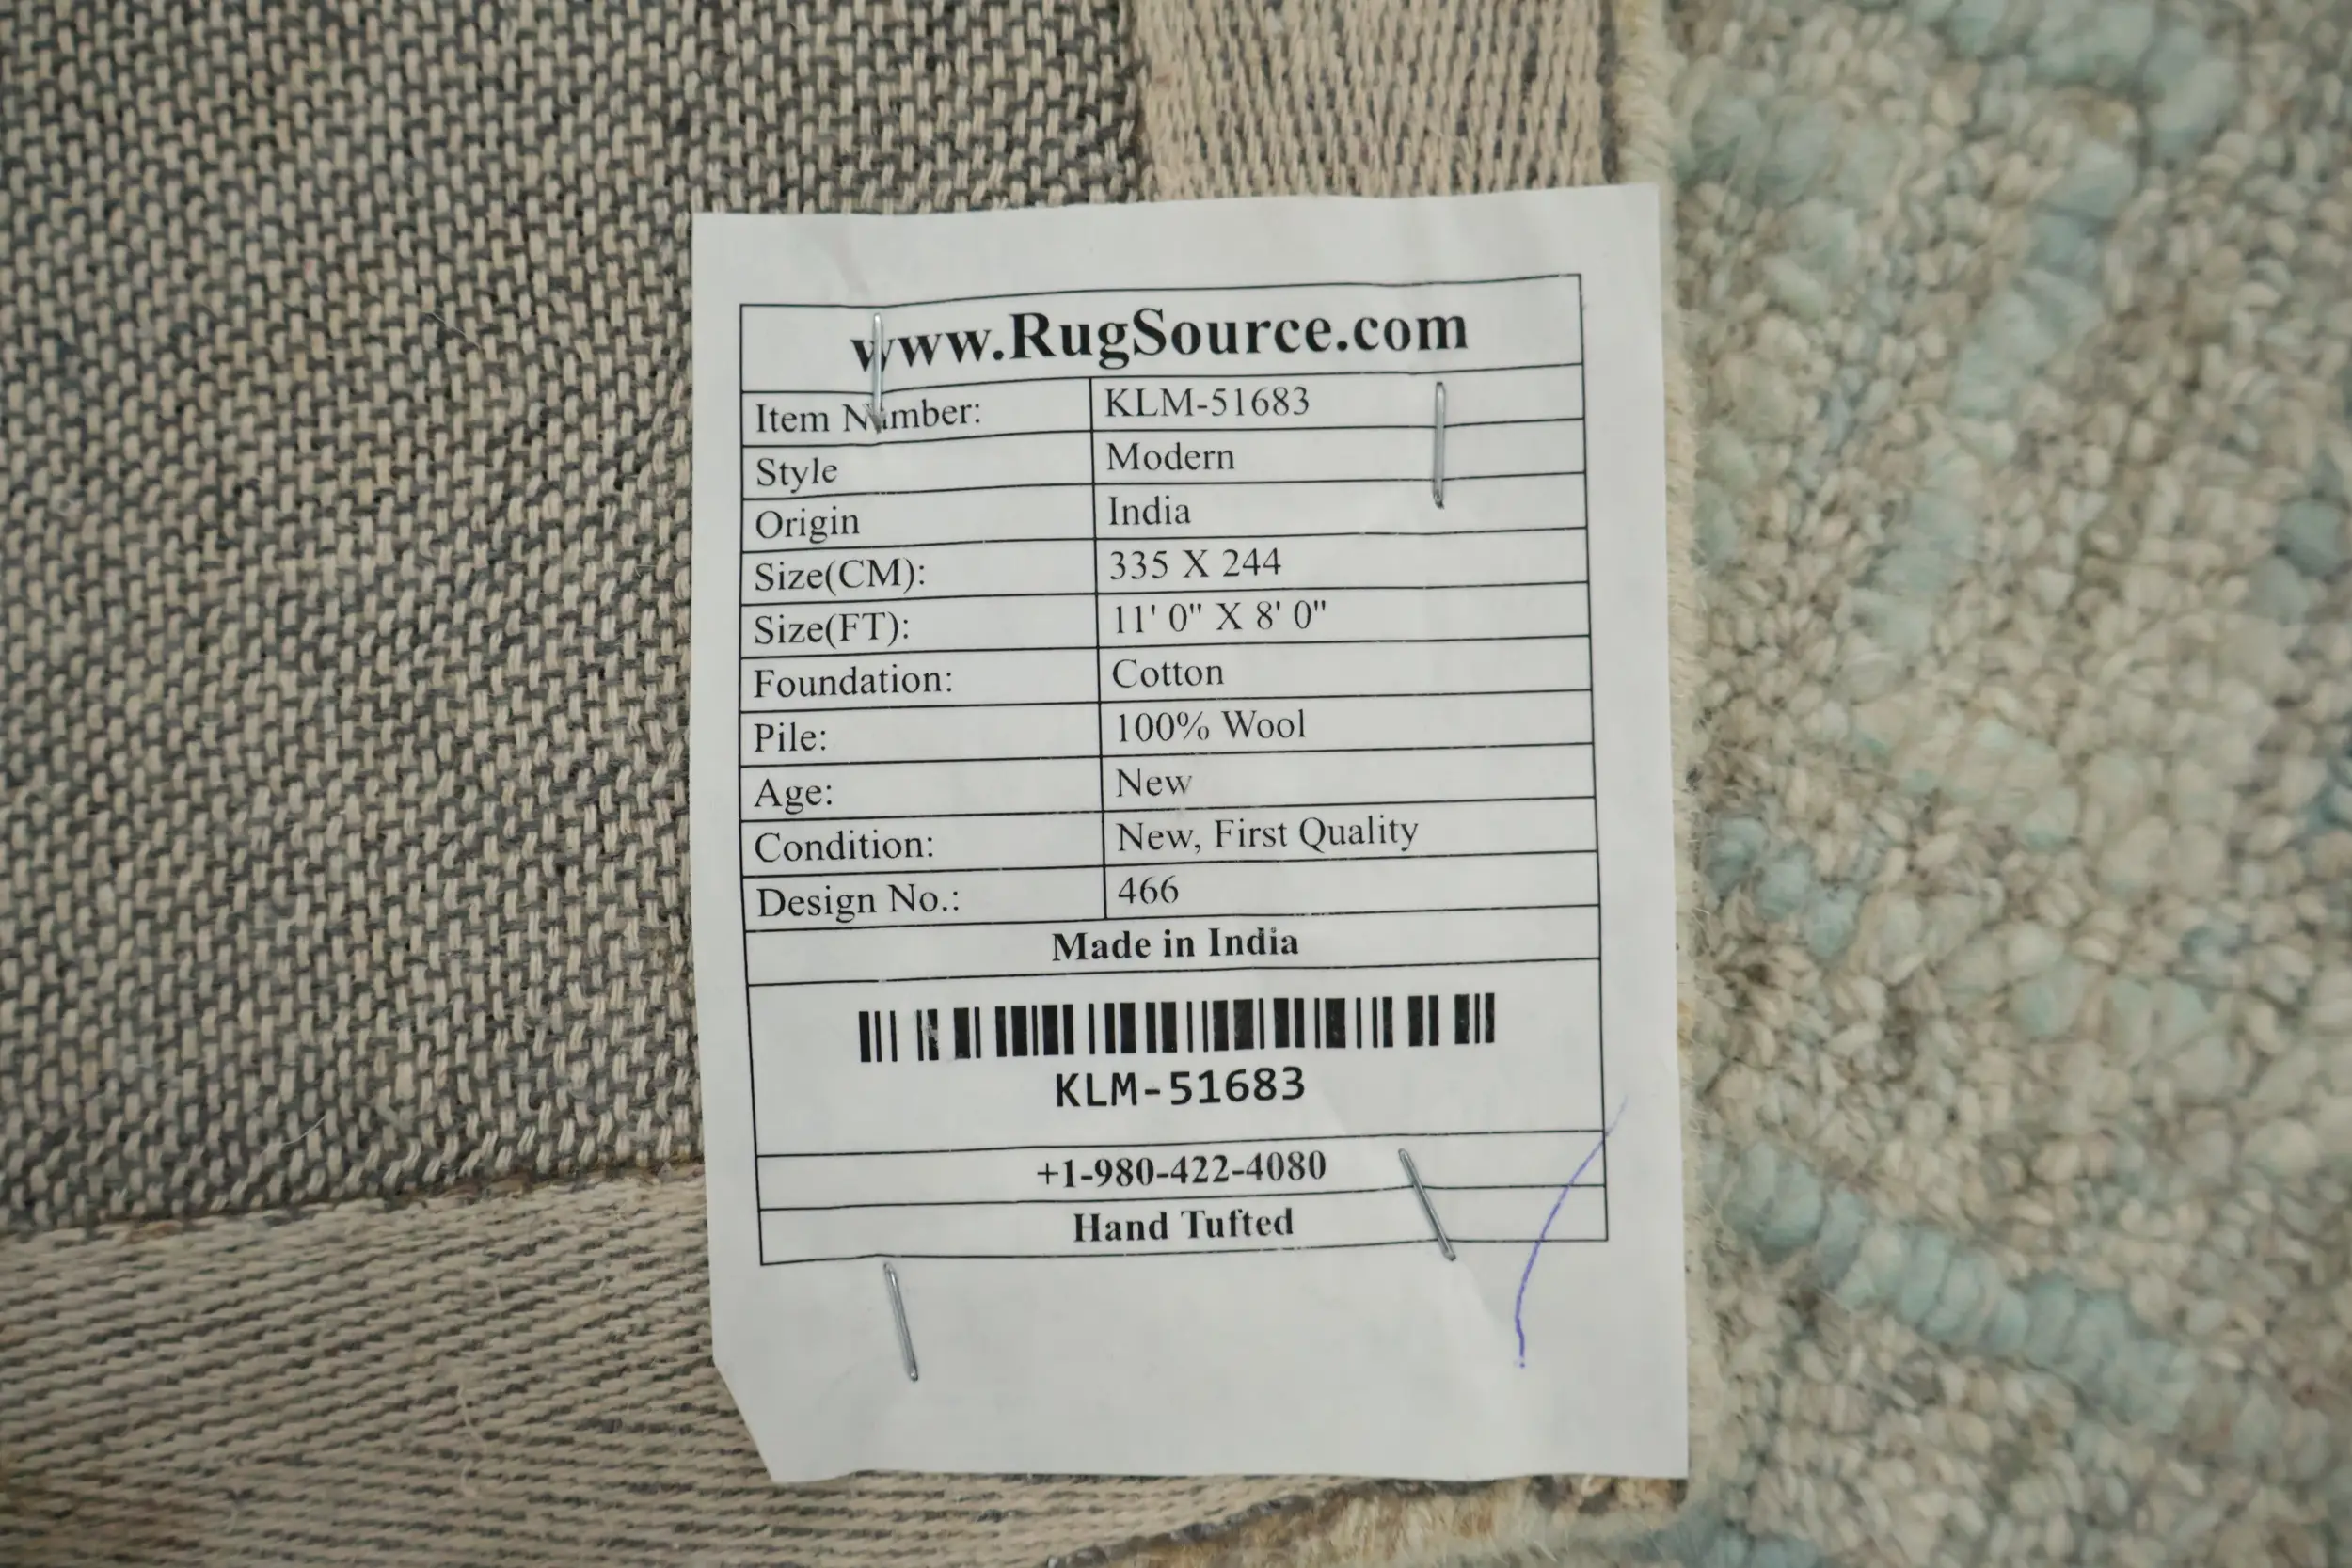 www.RugSource.com
Item Number: KLM-51683
Style Modern
Origin India
Size(CM): 335 X 244
Size(FT): 11' 0" X 8' 0"
Foundation: Cotton
Pile: 100% Wool
Age: New
Condition: New, First Quality
Design No.: 466
Made in India
KLM-51683
+1-980-422-4080
Hand Tufted